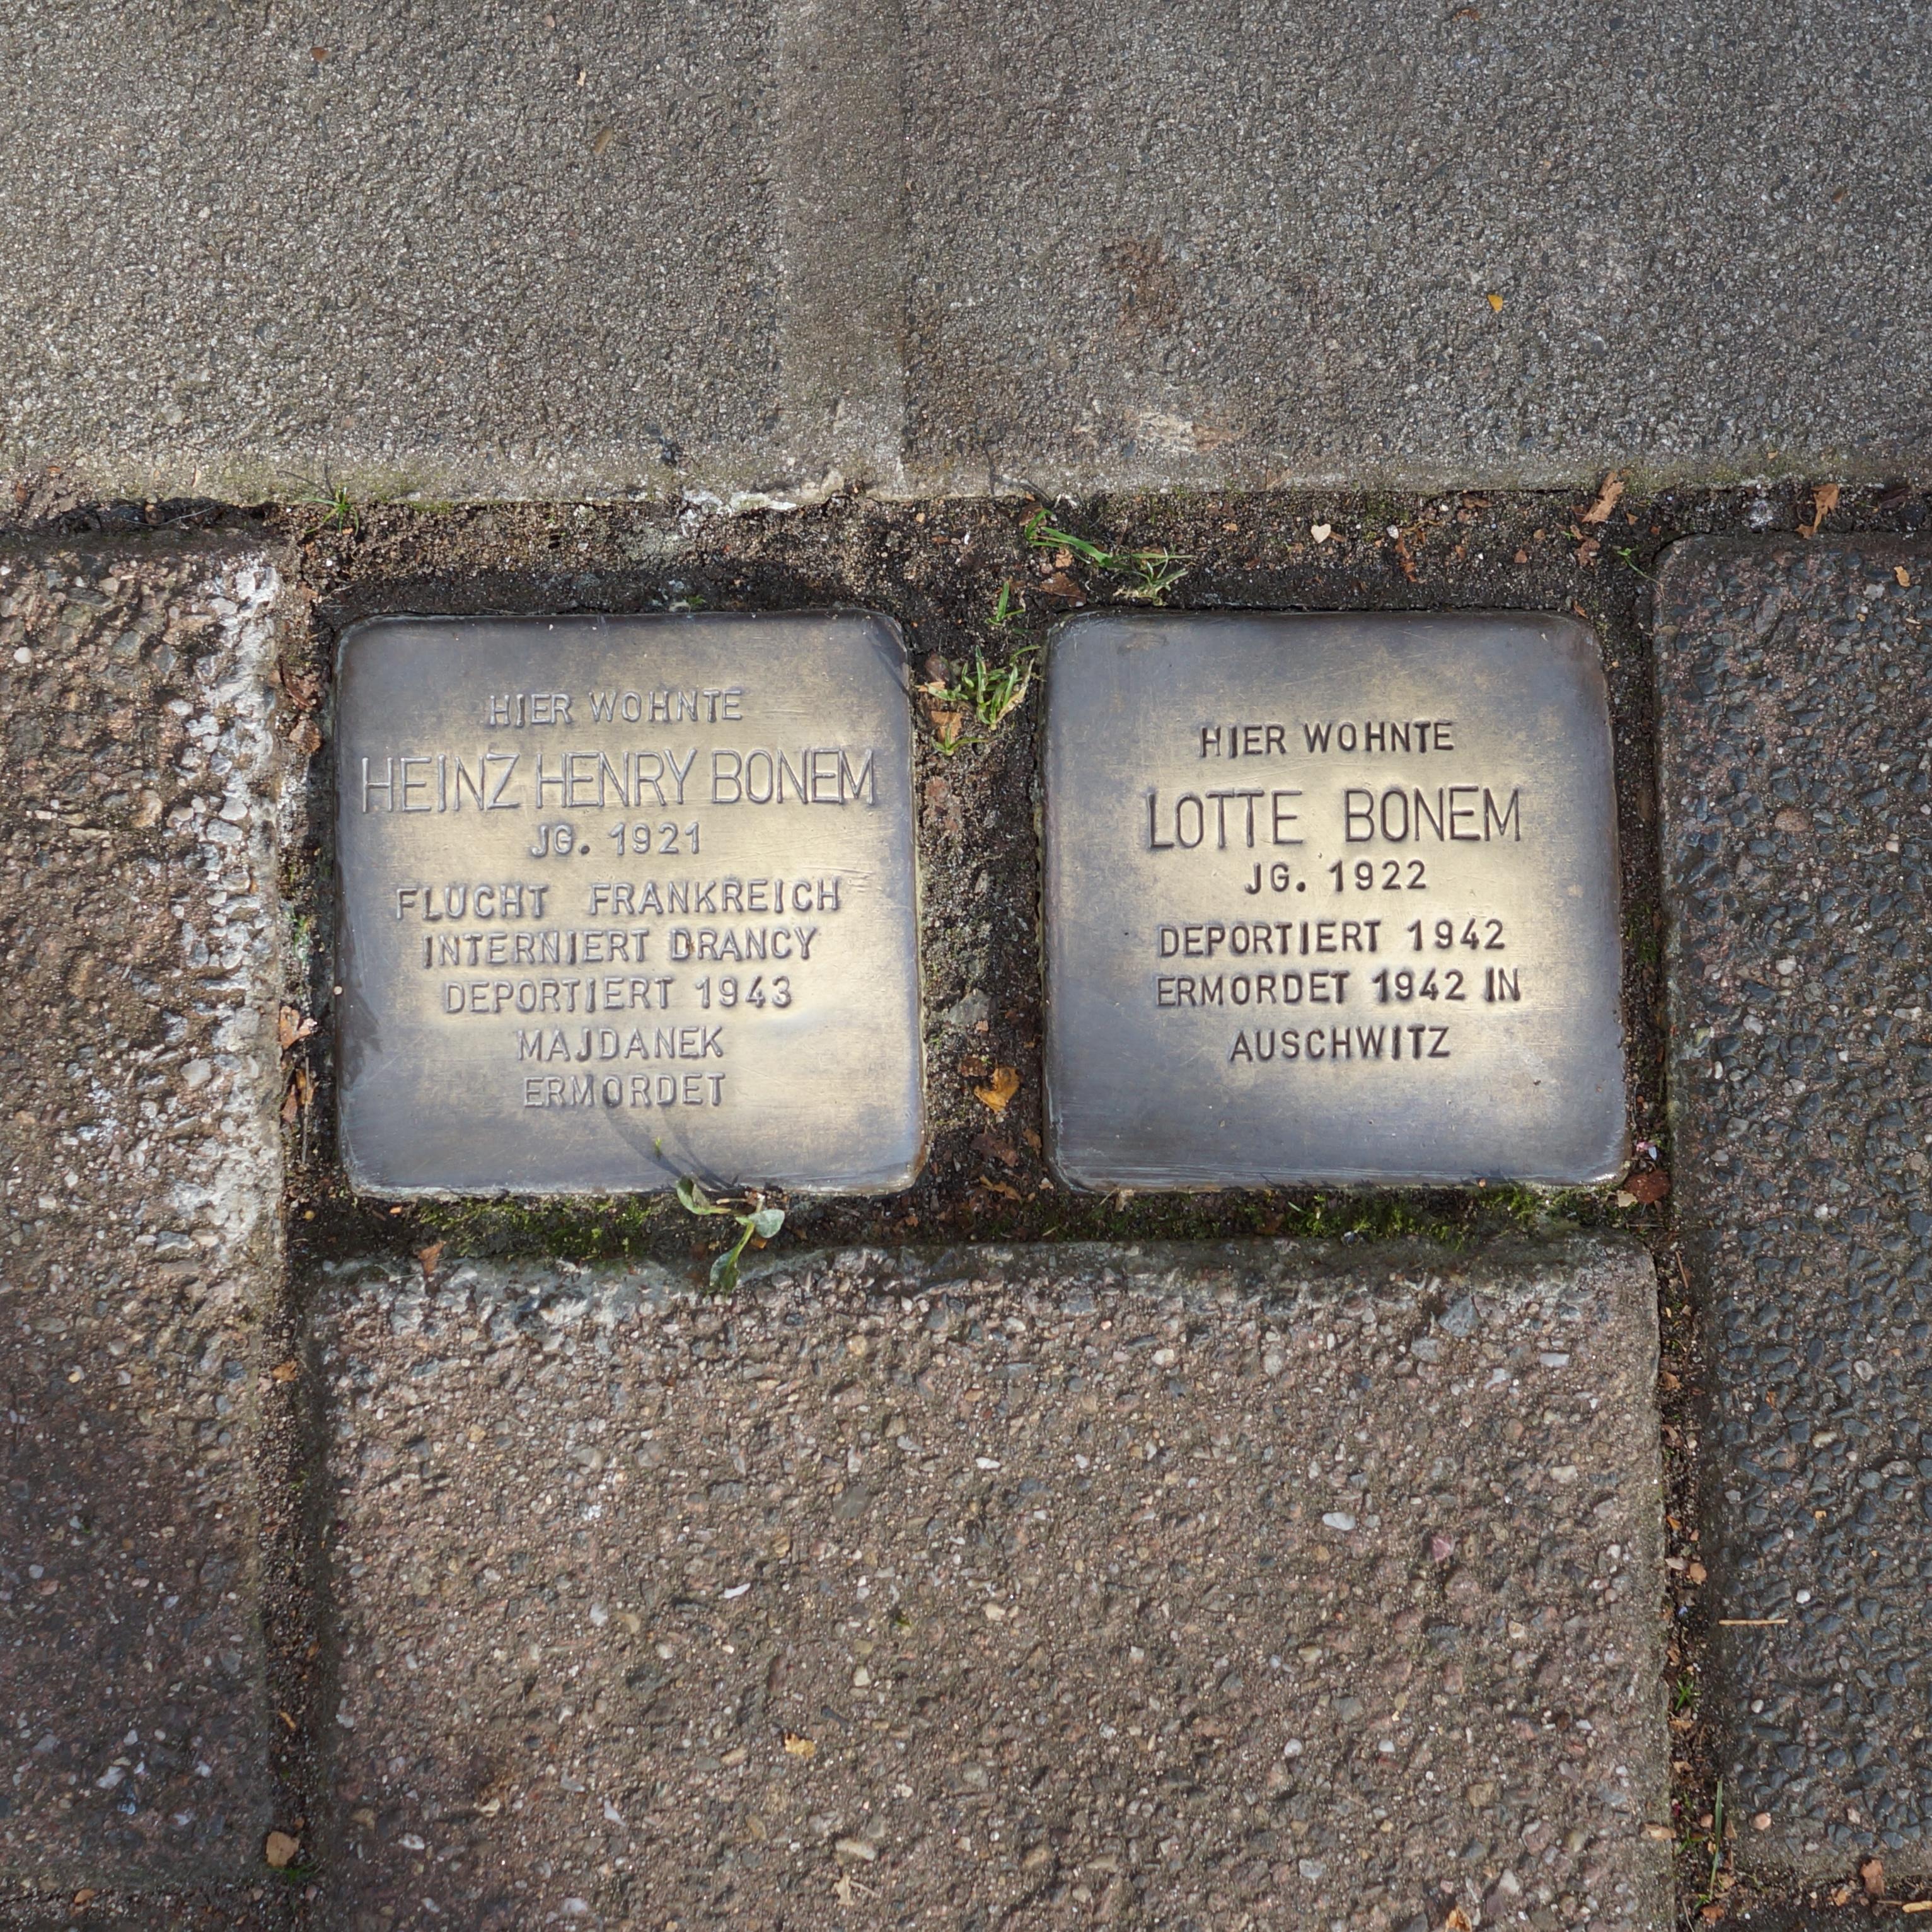 HIER WOHNTE
HEINZ HENRY BONEM
JG. 1921
FLUCHT FRANKREICH
INTERNIERT DRANCY
DEPORTIERT 1943
MAJDANEK
ERMORDET
HIER WOHNTE
LOTTE BONEM
JG. 1922
DEPORTIERT 1942
ERMORDET 1942 IN
AUSCHWITZ